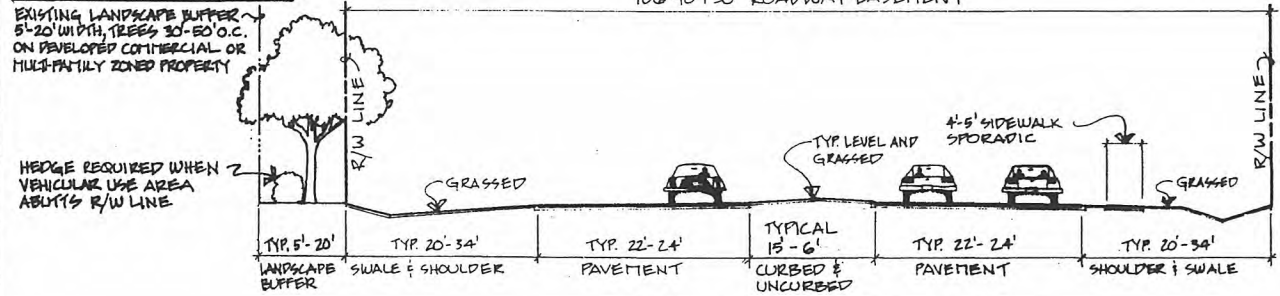 EXISTING LANDSCAPE BUFFER
5'-20' WIDTH, TREES 30'-50' O.C.
ON DEVELOPED COMMERCIAL OR
MULTI-FAMILY ZONED PROPERTY
HEDGE REQUIRED WHEN
VEHICULAR USE AREA
ABUTTS R/W LINE
R/W LINE
GRASSED
TYP. LEVEL AND
GRASSED
4'-5' SIDEWALK
SPORADIC
GRASSED
R/W LINE
TYP. 5'-20'
LANDSCAPE
BUFFER
TYP. 20'-34'
SWALE & SHOULDER
TYP. 22'-24'
PAVEMENT
TYPICAL
15'-6'
CURBED &
UNCURBED
TYP. 22'-24'
PAVEMENT
TYP. 20'-34'
SHOULDER & SWALE